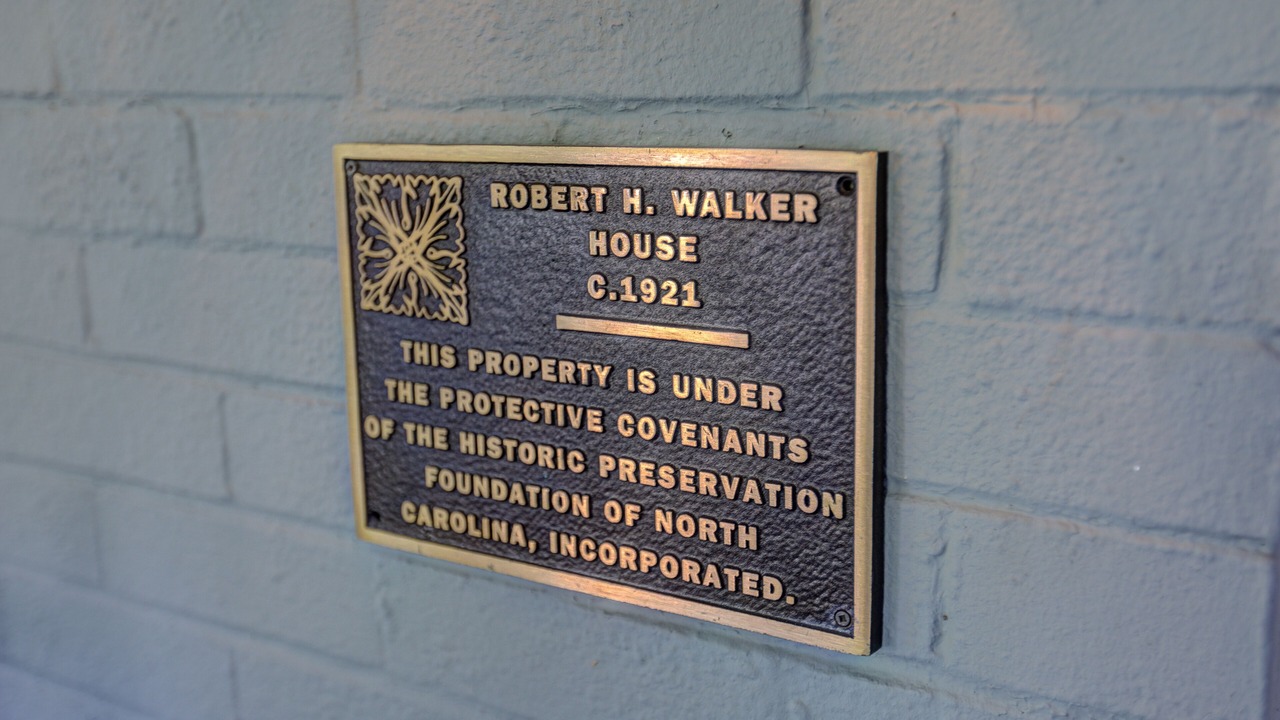 ROBERT H. WALKER
HOUSE
C.1921
THIS PROPERTY IS UNDER
THE PROTECTIVE COVENANTS
OF THE HISTORIC PRESERVATION
FOUNDATION OF NORTH
CAROLINA, INCORPORATED.